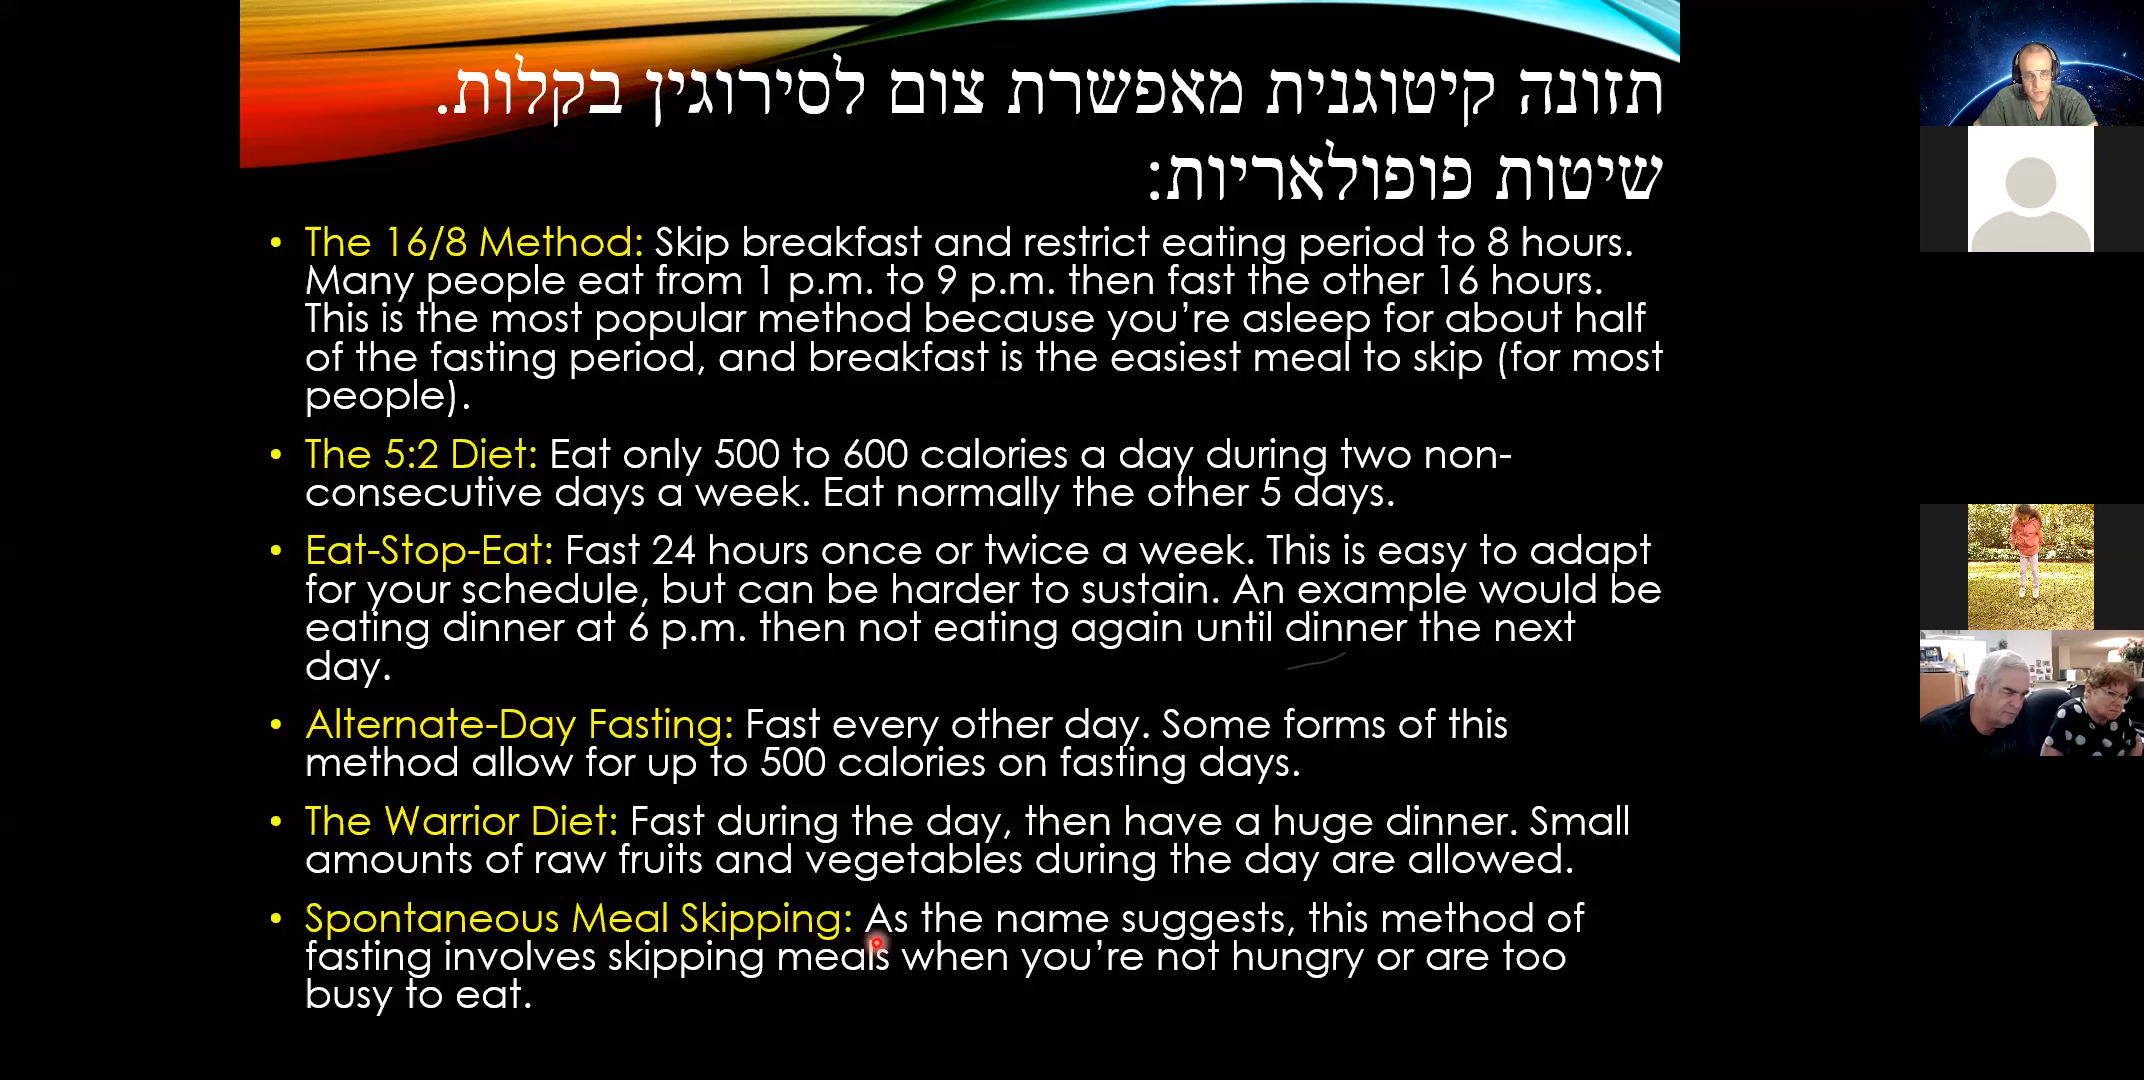 תזונה קיטוגנית מאפשרת צום לסירוגין בקלות.
שיטות פופולאריות:
• The 16/8 Method: Skip breakfast and restrict eating period to 8 hours.
Many people eat from 1 p.m. to 9 p.m. then fast the other 16 hours.
This is the most popular method because you’re asleep for about half
of the fasting period, and breakfast is the easiest meal to skip (for most
people).
• The 5:2 Diet: Eat only 500 to 600 calories a day during two non-
consecutive days a week. Eat normally the other 5 days.
• Eat-Stop-Eat: Fast 24 hours once or twice a week. This is easy to adapt
for your schedule, but can be harder to sustain. An example would be
eating dinner at 6 p.m. then not eating again until dinner the next
day.
• Alternate-Day Fasting: Fast every other day. Some forms of this
method allow for up to 500 calories on fasting days.
• The Warrior Diet: Fast during the day, then have a huge dinner. Small
amounts of raw fruits and vegetables during the day are allowed.
• Spontaneous Meal Skipping: As the name suggests, this method of
fasting involves skipping meals when you’re not hungry or are too
busy to eat.